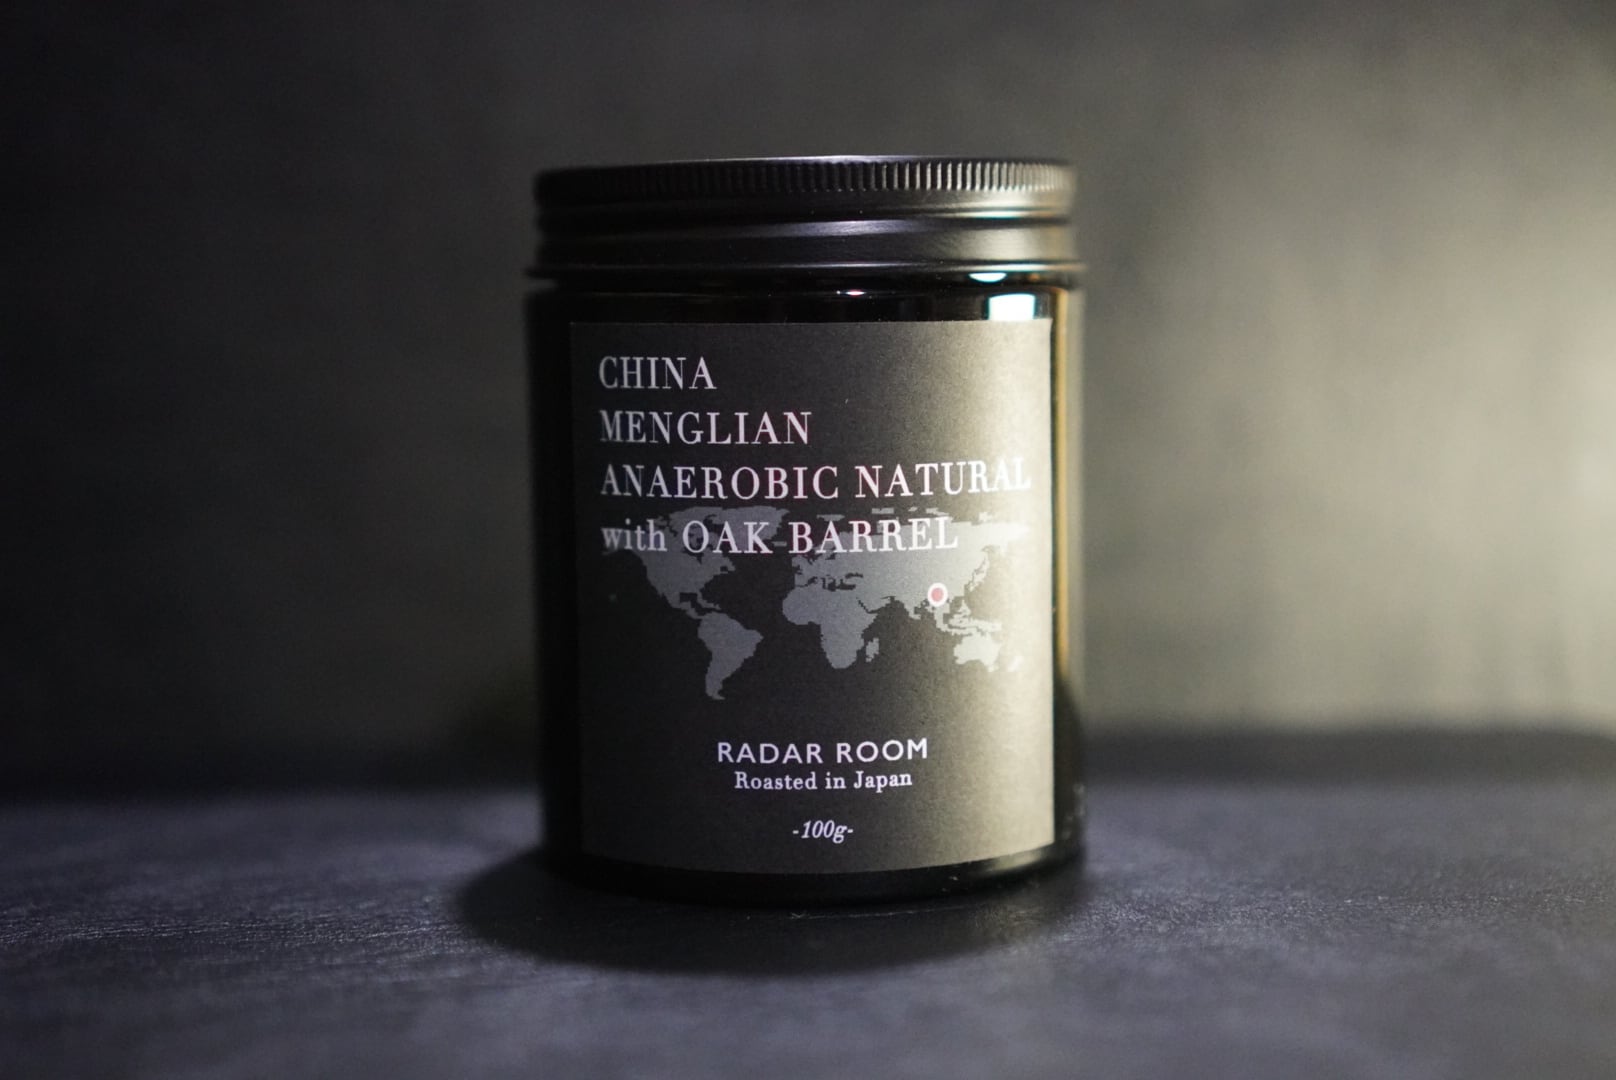 CHINA
MENGLIAN
ANAEROBIC NATURAL
with OAK BARREL
RADAR ROOM
Roasted in Japan
-100g-